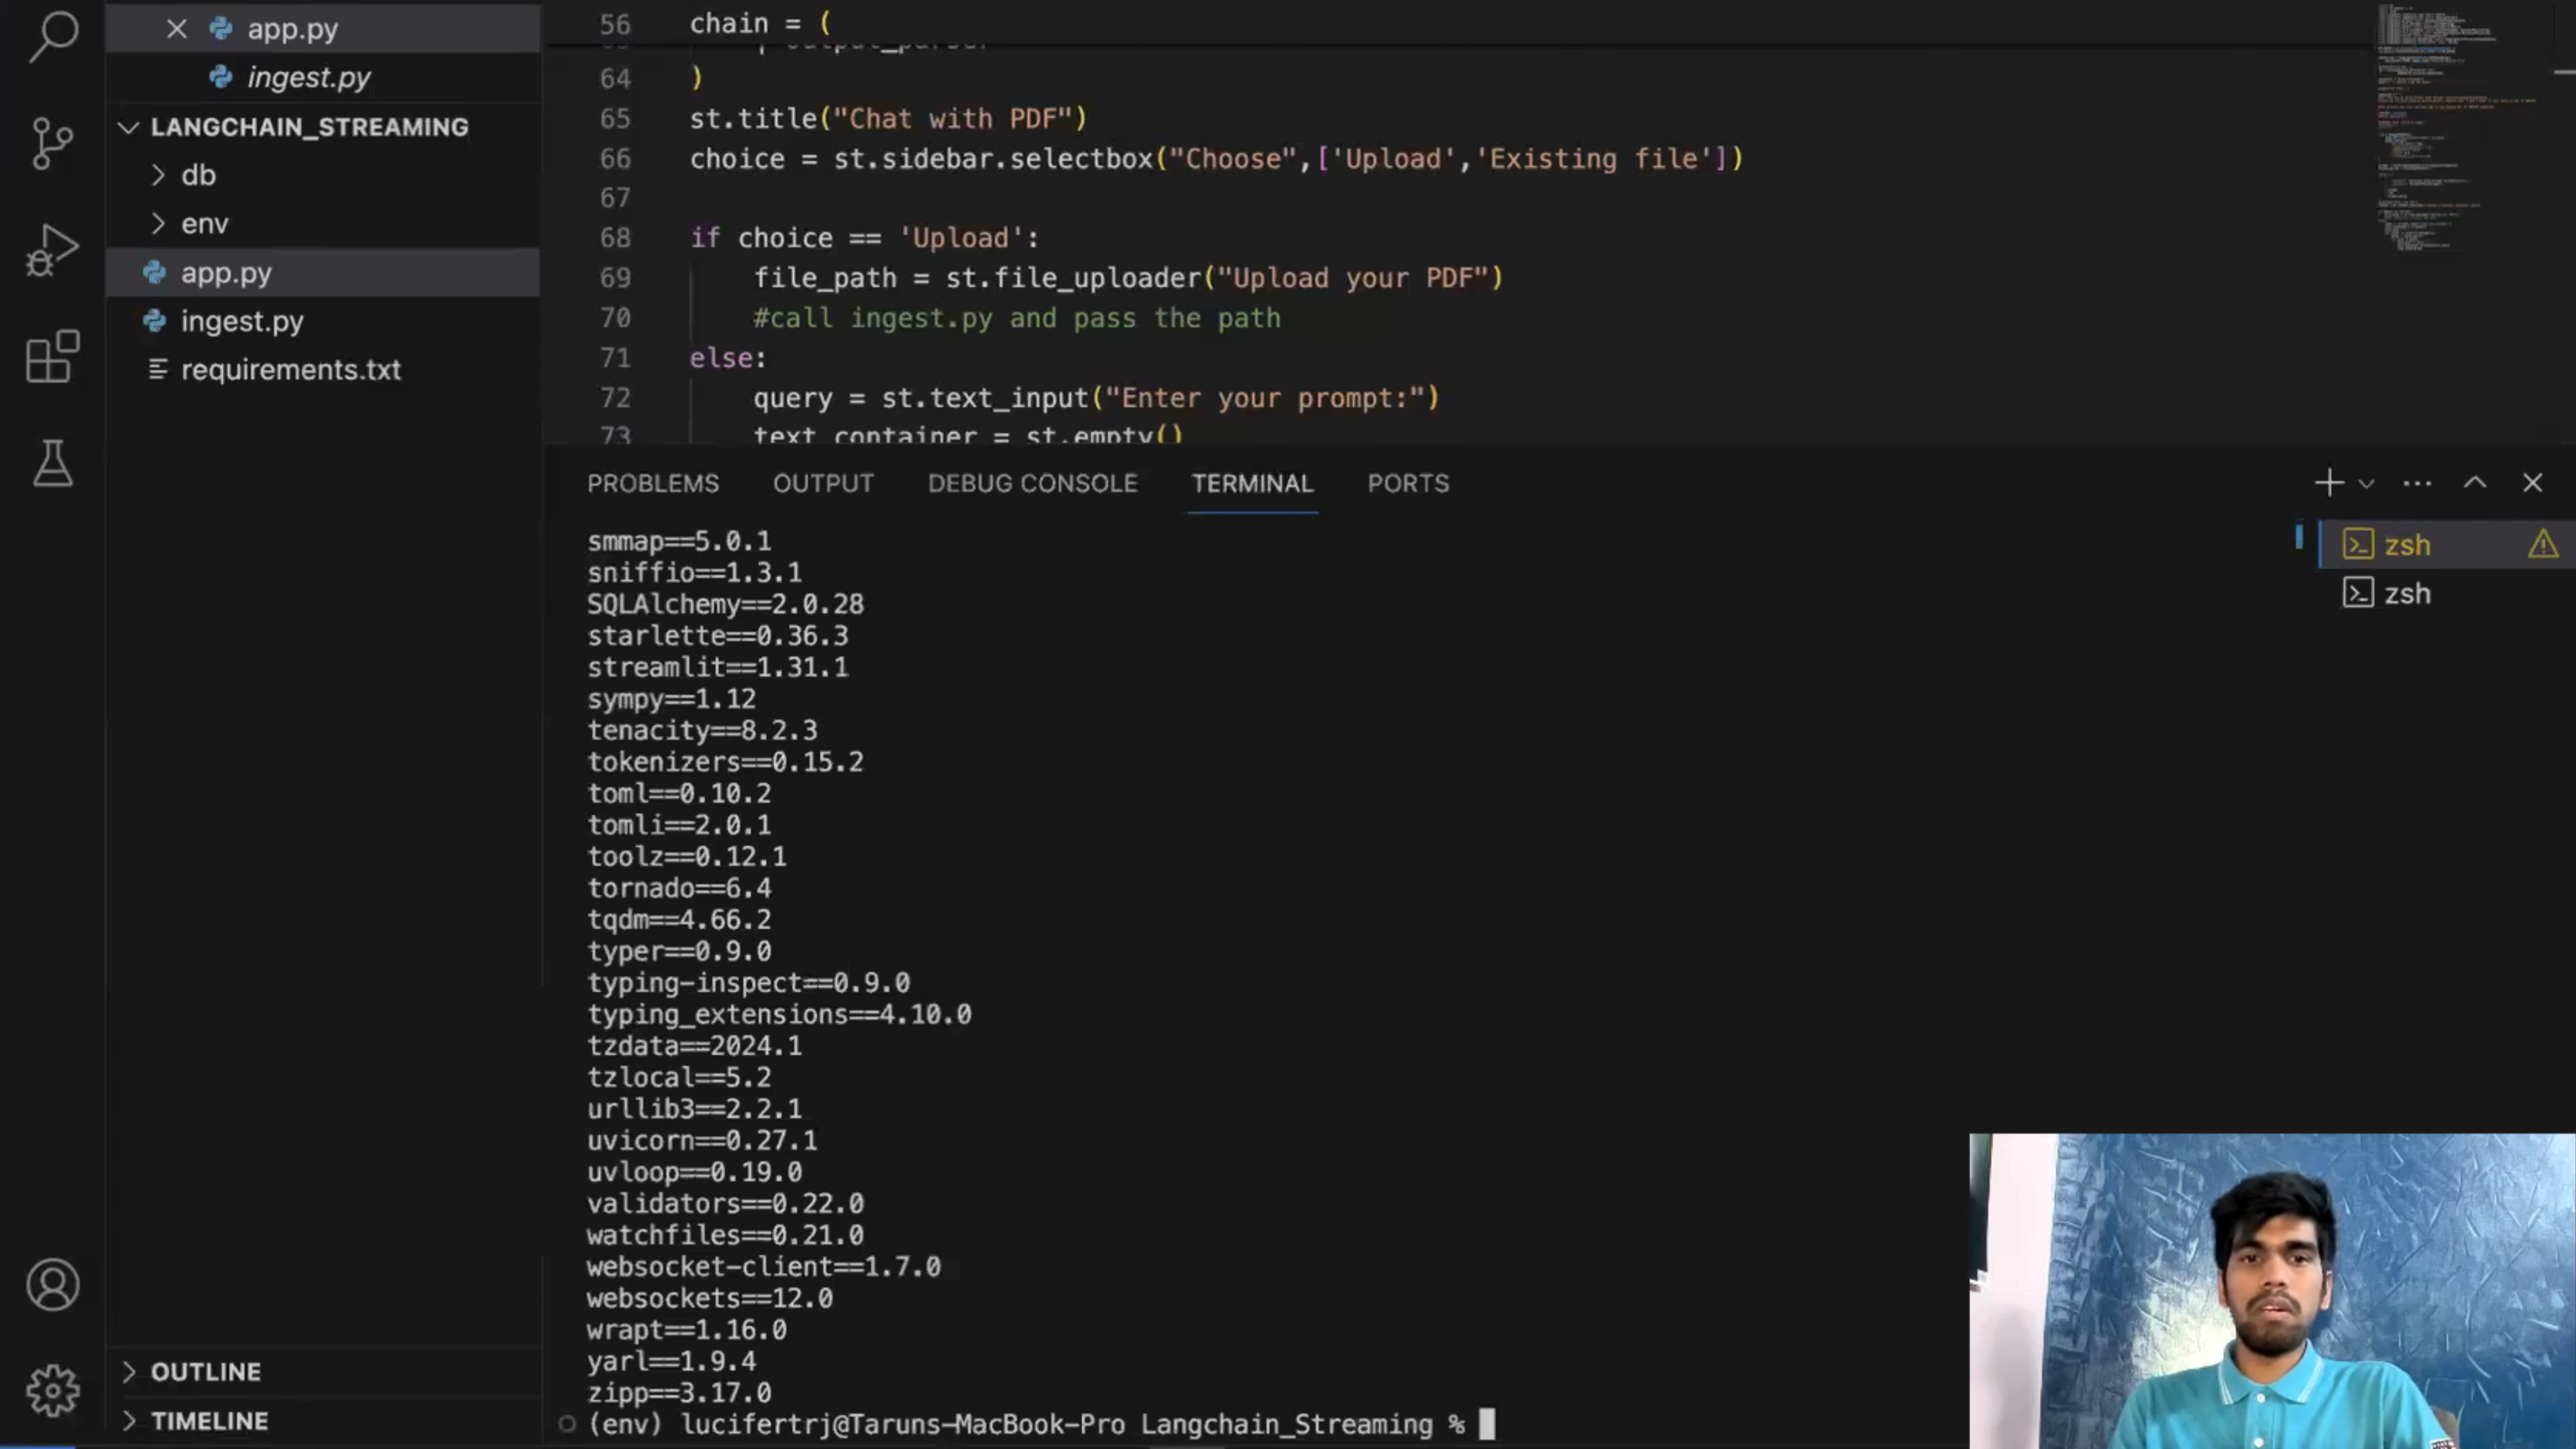 app.py
ingest.py
LANGCHAIN_STREAMING
db
env
app.py
ingest.py
requirements.txt
OUTLINE
TIMELINE
56 chain = (
64 )
65 st.title("Chat with PDF")
66 choice = st.sidebar.selectbox("Choose",['Upload','Existing file'])
67
68 if choice == 'Upload':
69 file_path = st.file_uploader("Upload your PDF")
70 #call ingest.py and pass the path
71 else:
72 query = st.text_input("Enter your prompt:")
73 text_container = st.empty()
PROBLEMS OUTPUT DEBUG CONSOLE TERMINAL PORTS
smmap==5.0.1
sniffio==1.3.1
SQLAlchemy==2.0.28
starlette==0.36.3
streamlit==1.31.1
sympy==1.12
tenacity==8.2.3
tokenizers==0.15.2
toml==0.10.2
tomli==2.0.1
toolz==0.12.1
tornado==6.4
tqdm==4.66.2
typer==0.9.0
typing-inspect==0.9.0
typing_extensions==4.10.0
tzdata==2024.1
tzlocal==5.2
urllib3==2.2.1
uvicorn==0.27.1
uvloop==0.19.0
validators==0.22.0
watchfiles==0.21.0
websocket-client==1.7.0
websockets==12.0
wrapt==1.16.0
yarl==1.9.4
zipp==3.17.0
(env) lucifertrj@Taruns-MacBook-Pro Langchain_Streaming %
zsh
zsh